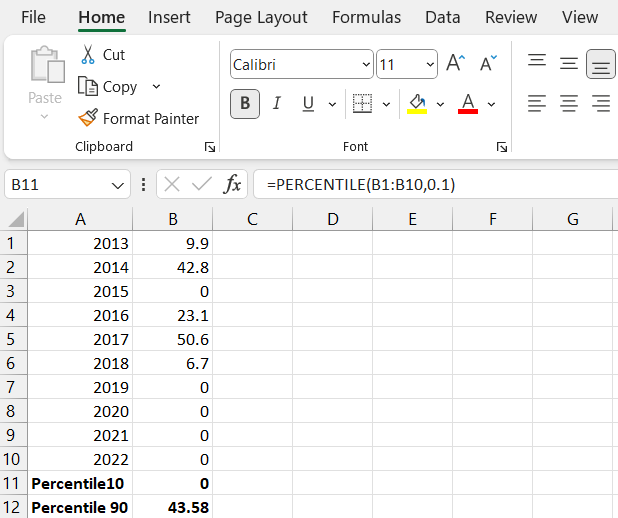 File Home Insert Page Layout Formulas Data Review View
Paste
Cut
Copy
Format Painter
Clipboard
Calibri 11 A A
B I U A
Font
B11 fx =PERCENTILE(B1:B10,0.1)
A B C D E F G
1 2013 9.9
2 2014 42.8
3 2015 0
4 2016 23.1
5 2017 50.6
6 2018 6.7
7 2019 0
8 2020 0
9 2021 0
10 2022 0
11 Percentile10 0
12 Percentile 90 43.58